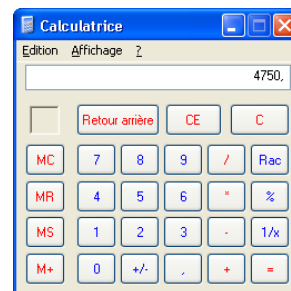 Calculatrice
Edition Affichage ?
4750,
Retour arrière CE C
MC 7 8 9 / Rac
MR 4 5 6 * %
MS 1 2 3 - 1/x
M+ 0 +/- , + =